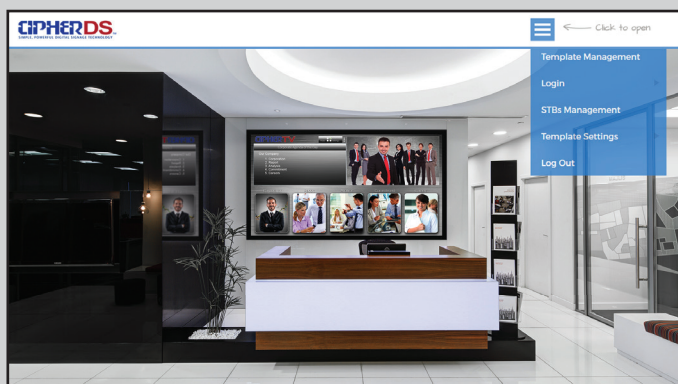 CIPHERDS
SIMPLE, POWERFUL DIGITAL SIGNAGE TECHNOLOGY
Click to open
Template Management
Login
STBs Management
Template Settings
Log Out